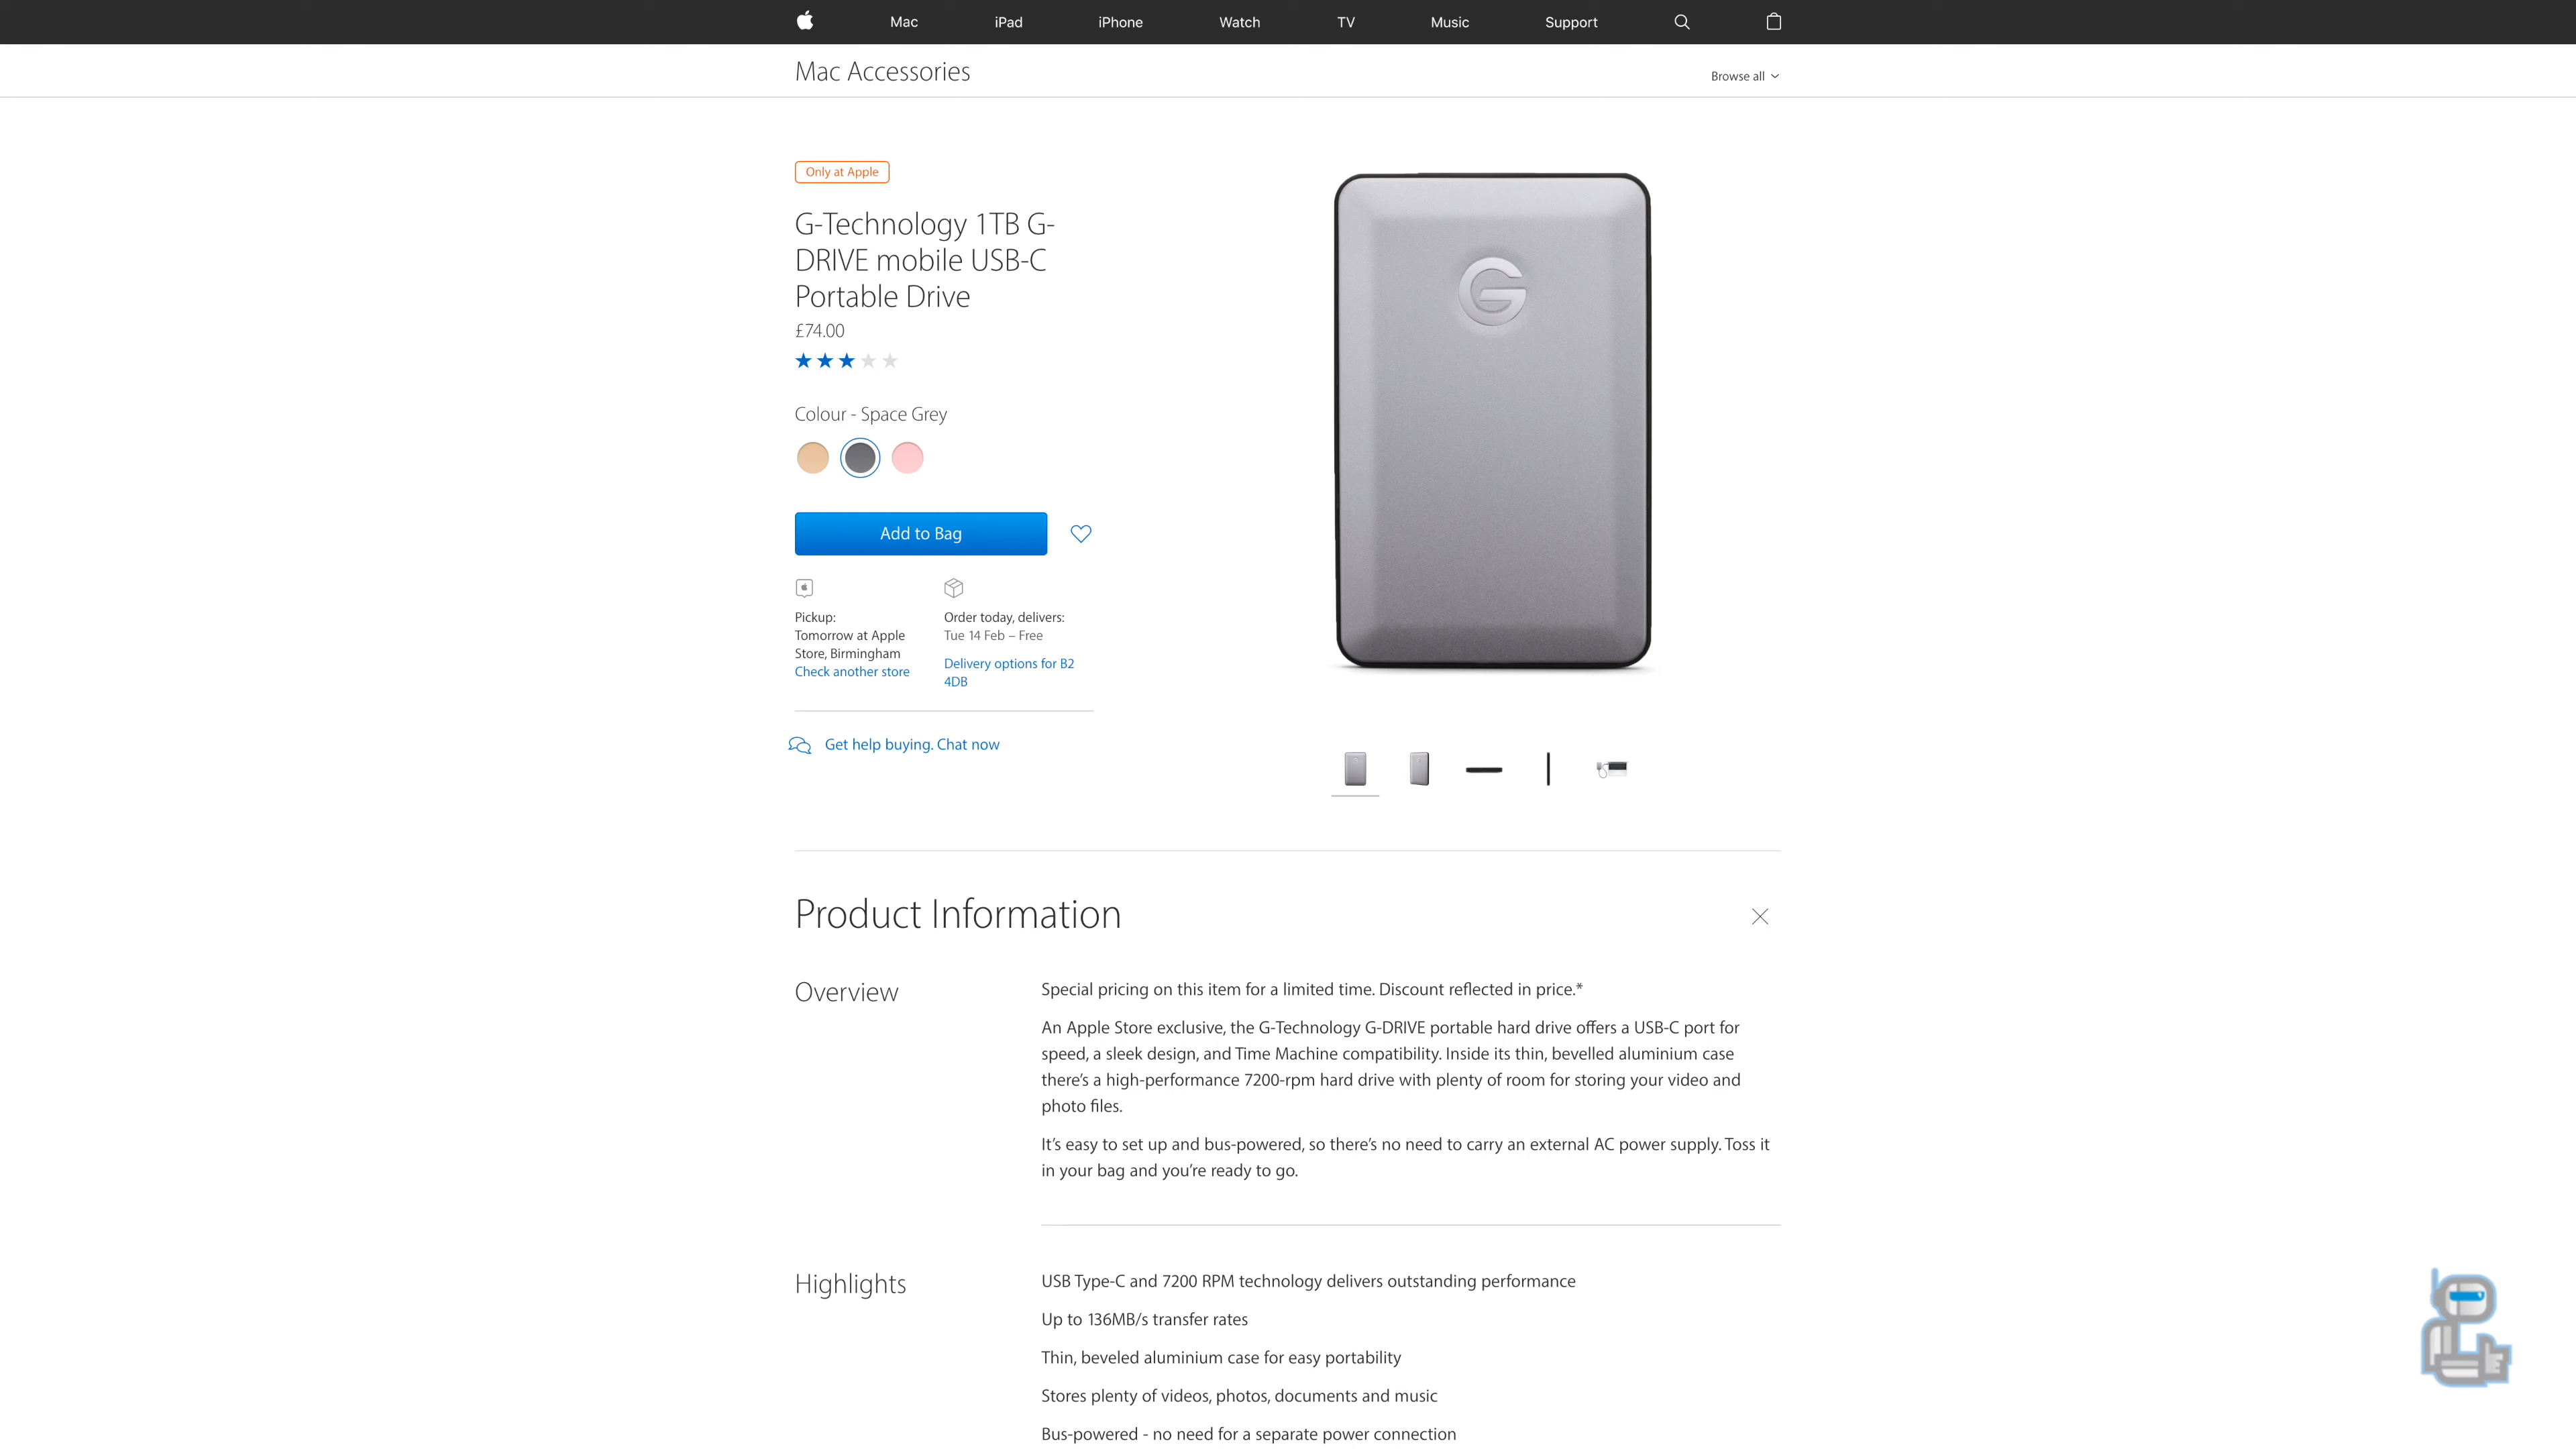 Mac iPad iPhone Watch TV Music Support
Mac Accessories
Browse all
Only at Apple
G-Technology 1TB G-
DRIVE mobile USB-C
Portable Drive
£74.00
Colour - Space Grey
Add to Bag
Pickup:
Tomorrow at Apple
Store, Birmingham
Check another store
Order today, delivers:
Tue 14 Feb – Free
Delivery options for B2
4DB
Get help buying. Chat now
G
Product Information
Overview
Special pricing on this item for a limited time. Discount reflected in price.*
An Apple Store exclusive, the G-Technology G-DRIVE portable hard drive offers a USB-C port for
speed, a sleek design, and Time Machine compatibility. Inside its thin, bevelled aluminium case
there’s a high-performance 7200-rpm hard drive with plenty of room for storing your video and
photo files.
It’s easy to set up and bus-powered, so there’s no need to carry an external AC power supply. Toss it
in your bag and you’re ready to go.
Highlights
USB Type-C and 7200 RPM technology delivers outstanding performance
Up to 136MB/s transfer rates
Thin, beveled aluminium case for easy portability
Stores plenty of videos, photos, documents and music
Bus-powered - no need for a separate power connection